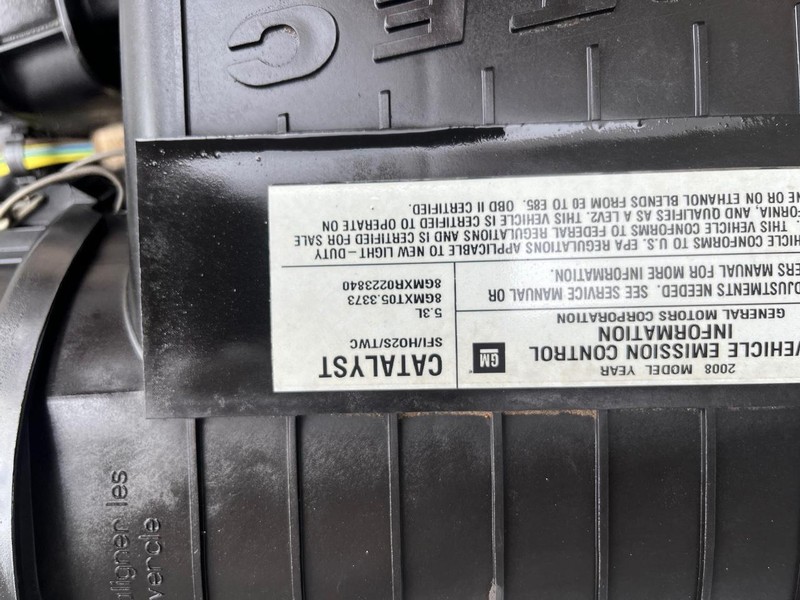 2008 MODEL YEAR
VEHICLE EMISSION CONTROL
INFORMATION
GENERAL MOTORS CORPORATION
GM
CATALYST
SFI/HO2S/TWC
5.3L
8GMXT05.3373
8GMXR0223840
ADJUSTMENTS NEEDED. SEE SERVICE MANUAL OR
MANUAL FOR MORE INFORMATION.
CONFORMS TO U.S. EPA REGULATIONS APPLICABLE TO NEW LIGHT-DUTY
THIS VEHICLE CONFORMS TO FEDERAL REGULATIONS AND IS CERTIFIED FOR SALE
AND QUALIFIES AS A LEV2. THIS VEHICLE IS CERTIFIED TO OPERATE ON
OR ON ETHANOL BLENDS FROM E0 TO E85. OBD II CERTIFIED.
aligner les